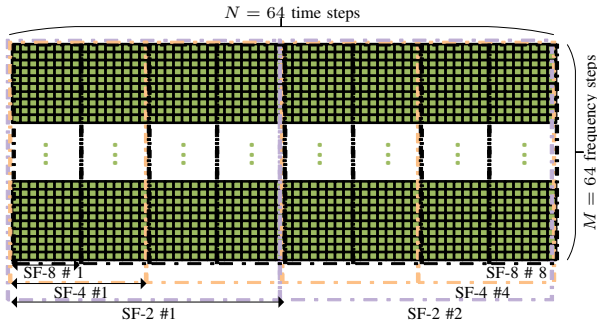 N = 64 time steps
M = 64 frequency steps
SF-8 # 1
SF-8 # 8
SF-4 #1
SF-4 #4
SF-2 #1
SF-2 #2